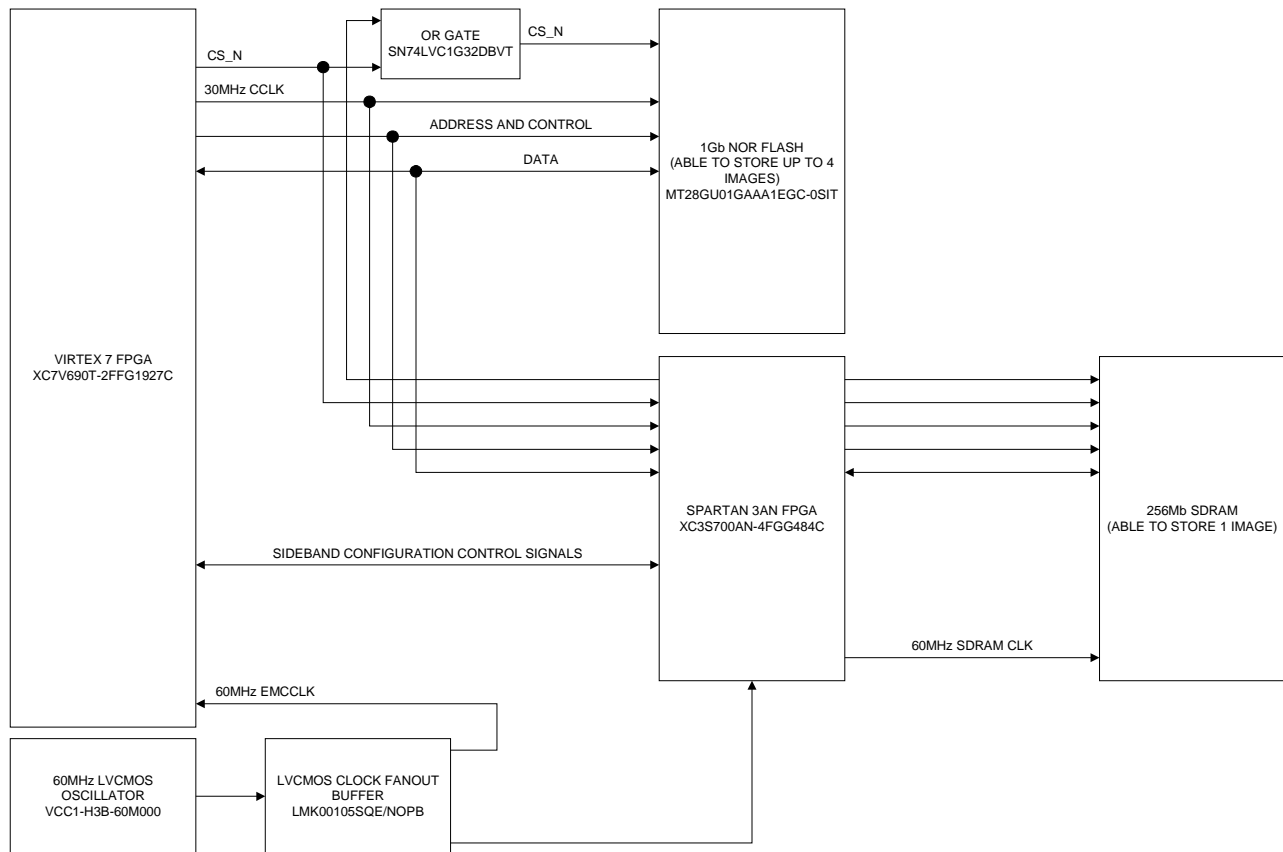 OR GATE
SN74LVC1G32DBVT
CS_N
CS_N
30MHz CCLK
ADDRESS AND CONTROL
DATA
1Gb NOR FLASH
(ABLE TO STORE UP TO 4
IMAGES)
MT28GU01GAAA1EGC-0SIT
VIRTEX 7 FPGA
XC7V690T-2FFG1927C
SPARTAN 3AN FPGA
XC3S700AN-4FGG484C
256Mb SDRAM
(ABLE TO STORE 1 IMAGE)
SIDEBAND CONFIGURATION CONTROL SIGNALS
60MHz SDRAM CLK
60MHz EMCCLK
60MHz LVCMOS
OSCILLATOR
VCC1-H3B-60M000
LVCMOS CLOCK FANOUT
BUFFER
LMK00105SQE/NOPB